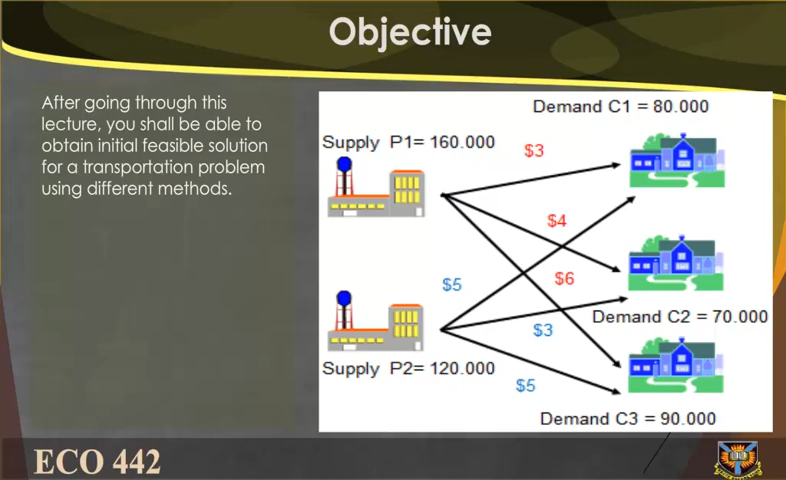 Objective
After going through this
lecture, you shall be able to
obtain initial feasible solution
for a transportation problem
using different methods.
Demand C1 = 80.000
Supply P1= 160.000
$3
$4
$5
$6
Demand C2 = 70.000
$3
Supply P2= 120.000
$5
Demand C3 = 90.000
ECO 442